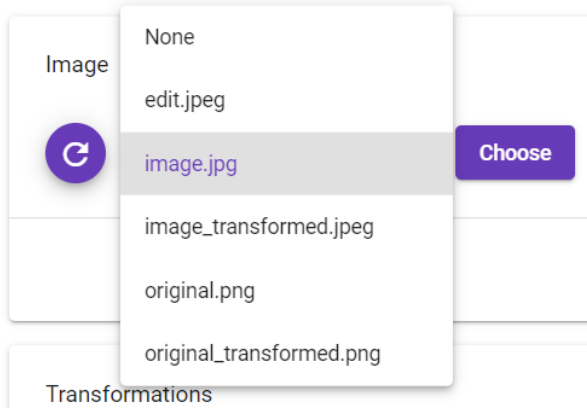 None
Image
edit.jpeg
image.jpg
Choose
image_transformed.jpeg
original.png
original_transformed.png
Transformations